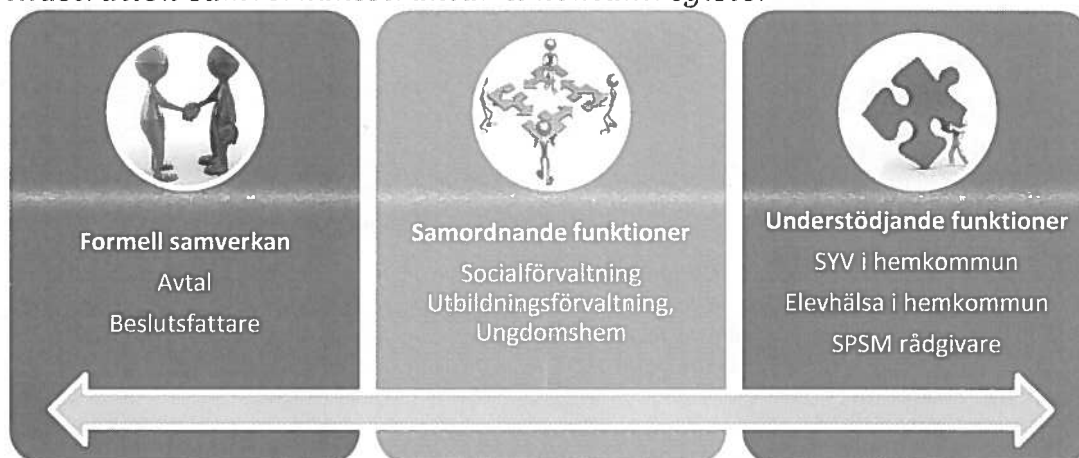 Formell samverkan
Avtal
Beslutsfattare
Samordnande funktioner
Socialförvaltning
Utbildningsförvaltning,
Ungdomshem
Understödjande funktioner
SYV i hemkommun
Elevhälsa i hemkommun
SPSM rådgivare